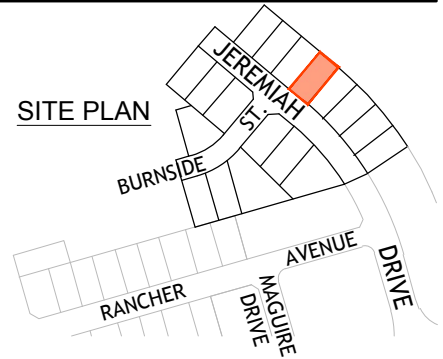 JEREMIAH
SITE PLAN
ST.
BURNSIDE
AVENUE
RANCHER
MAGUIRE
DRIVE
DRIVE